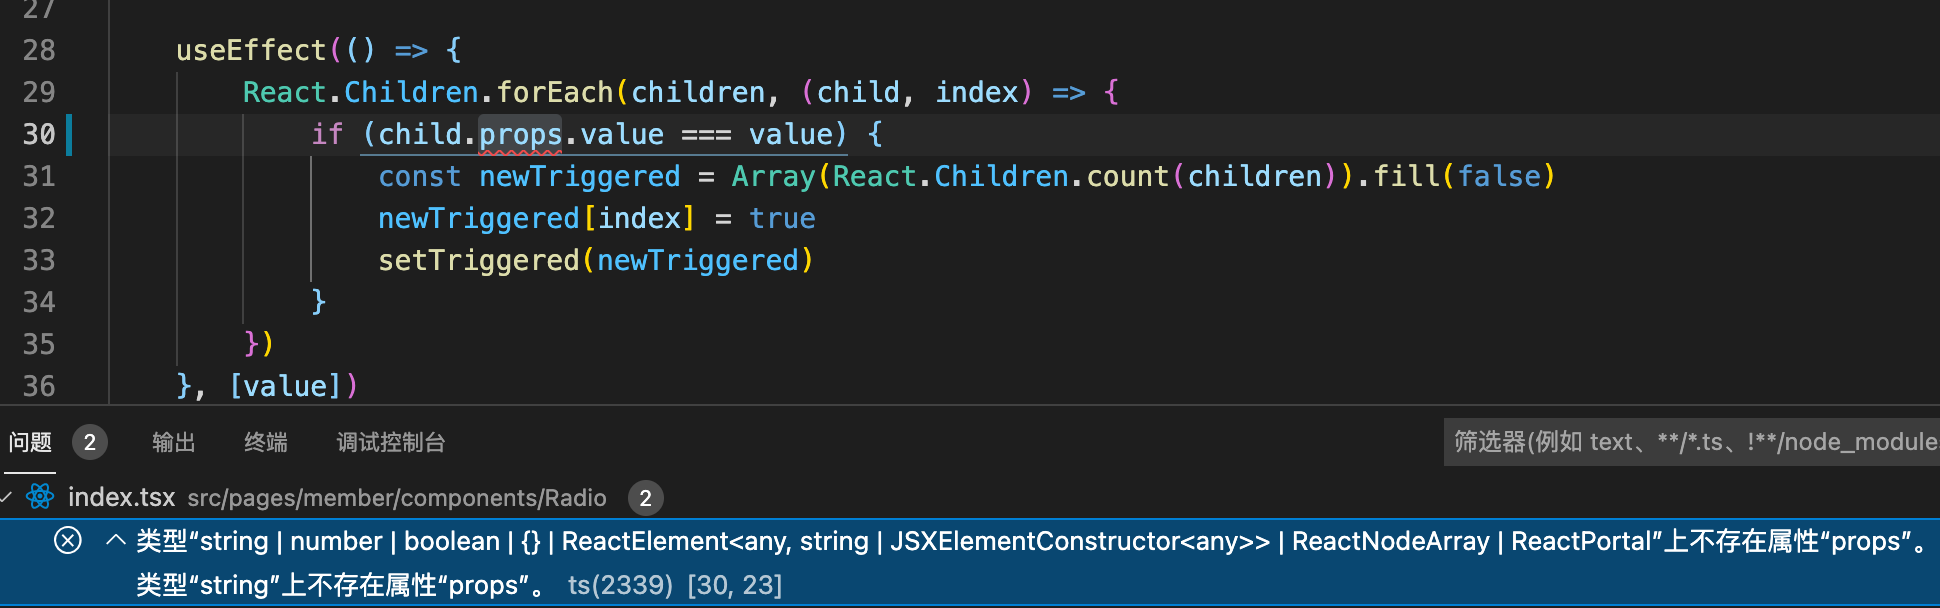 27
28 useEffect(() => {
29 React.Children.forEach(children, (child, index) => {
30 if (child.props.value === value) {
31 const newTriggered = Array(React.Children.count(children)).fill(false)
32 newTriggered[index] = true
33 setTriggered(newTriggered)
34 }
35 })
36 }, [value])
问题 2 输出 终端 调试控制台 筛选器(例如 text、**/*.ts、!**/node_module
index.tsx src/pages/member/components/Radio 2
类型“string | number | boolean | {} | ReactElement<any, string | JSXElementConstructor<any>> | ReactNodeArray | ReactPortal”上不存在属性“props”。
类型“string”上不存在属性“props”。 ts(2339) [30, 23]